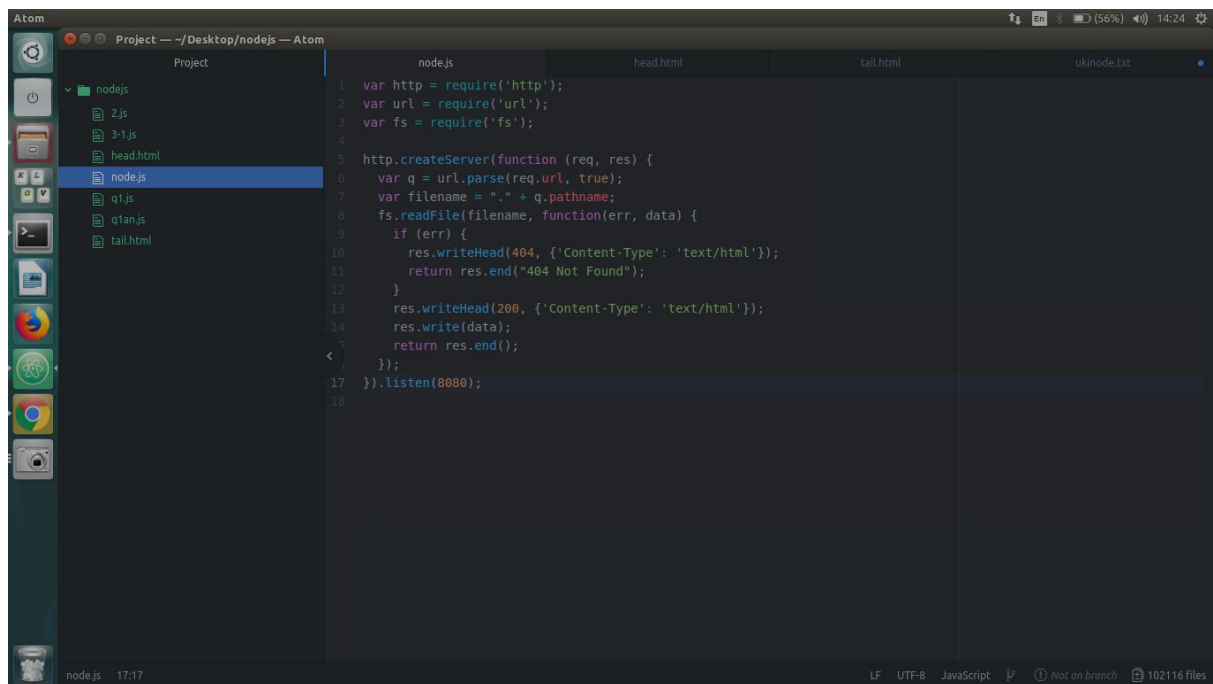 Atom
En
(56%)
14:24
Project — ~/Desktop/nodejs — Atom
Project
nodejs
2.js
3-1.js
head.html
node.js
q1.js
q1an.js
tail.html
node.js
head.html
tail.html
ukinode.txt
1 var http = require('http');
2 var url = require('url');
3 var fs = require('fs');
4
5 http.createServer(function (req, res) {
6 var q = url.parse(req.url, true);
7 var filename = "." + q.pathname;
8 fs.readFile(filename, function(err, data) {
9 if (err) {
10 res.writeHead(404, {'Content-Type': 'text/html'});
11 return res.end("404 Not Found");
12 }
13 res.writeHead(200, {'Content-Type': 'text/html'});
14 res.write(data);
return res.end();
});
17 }).listen(8080);
18
K L
a V
>_
node.js 17:17
LF UTF-8 JavaScript Not on branch 102116 files